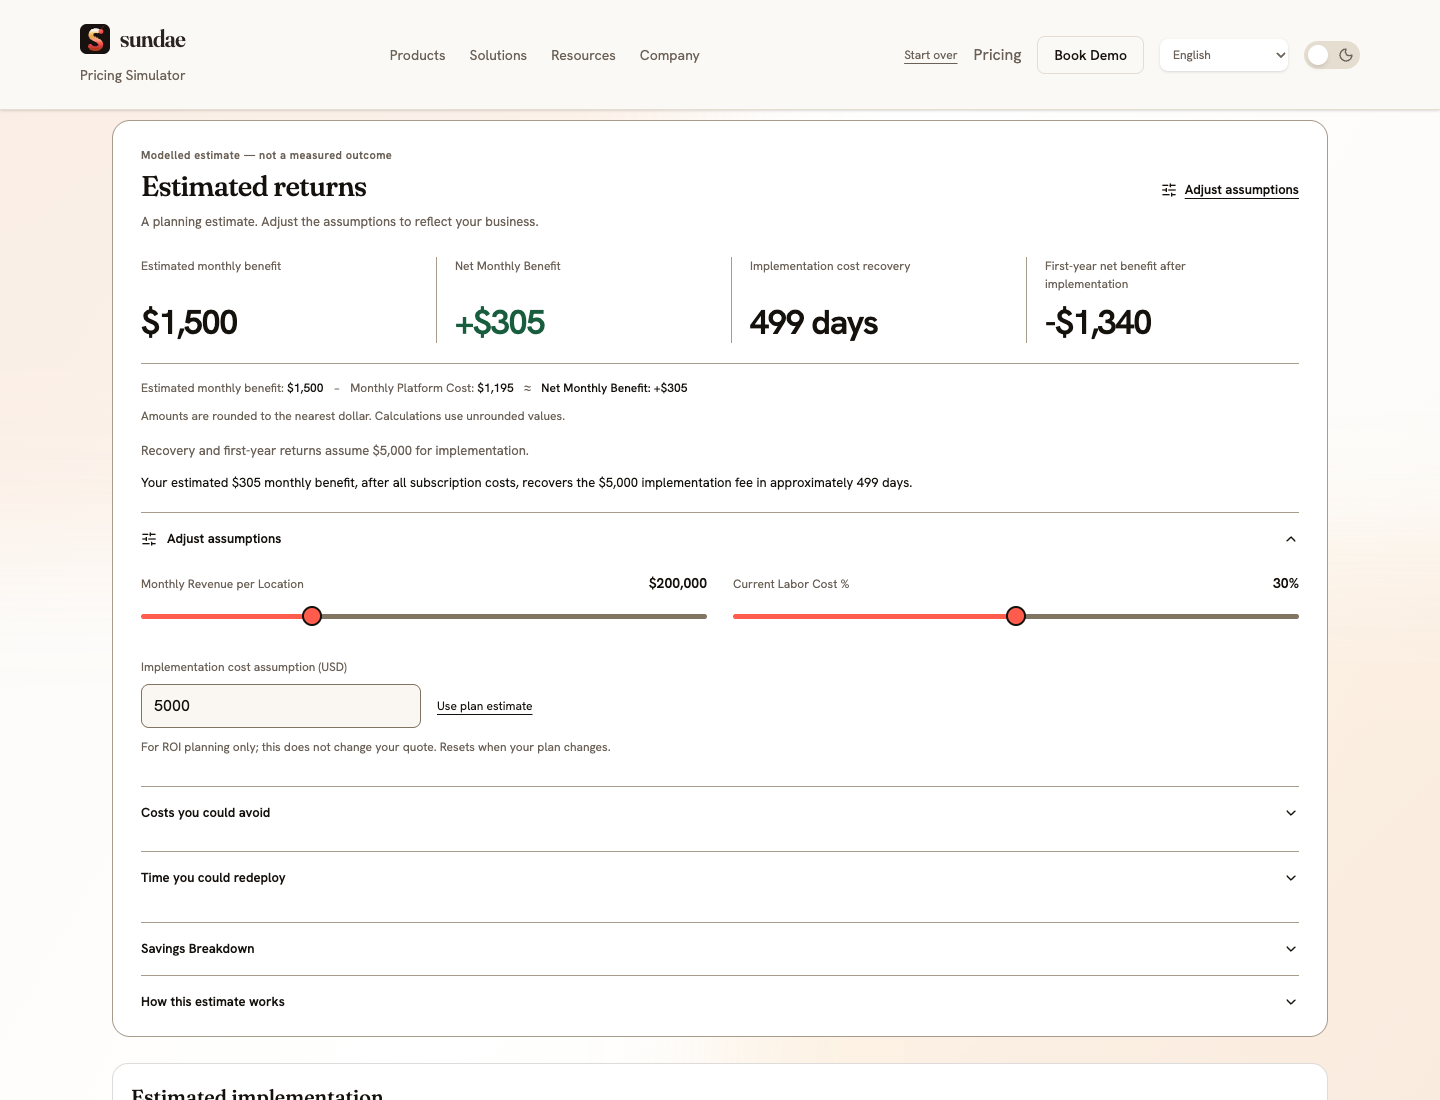 sundae
Pricing Simulator
Products
Solutions
Resources
Company
Start over
Pricing
Book Demo
English
Modelled estimate — not a measured outcome
Estimated returns
Adjust assumptions
A planning estimate. Adjust the assumptions to reflect your business.
Estimated monthly benefit
$1,500
Net Monthly Benefit
+$305
Implementation cost recovery
499 days
First-year net benefit after
implementation
-$1,340
Estimated monthly benefit: $1,500 − Monthly Platform Cost: $1,195 ≈ Net Monthly Benefit: +$305
Amounts are rounded to the nearest dollar. Calculations use unrounded values.
Recovery and first-year returns assume $5,000 for implementation.
Your estimated $305 monthly benefit, after all subscription costs, recovers the $5,000 implementation fee in approximately 499 days.
Adjust assumptions
Monthly Revenue per Location $200,000
Current Labor Cost % 30%
Implementation cost assumption (USD)
5000
Use plan estimate
For ROI planning only; this does not change your quote. Resets when your plan changes.
Costs you could avoid
Time you could redeploy
Savings Breakdown
How this estimate works
Estimated implementation